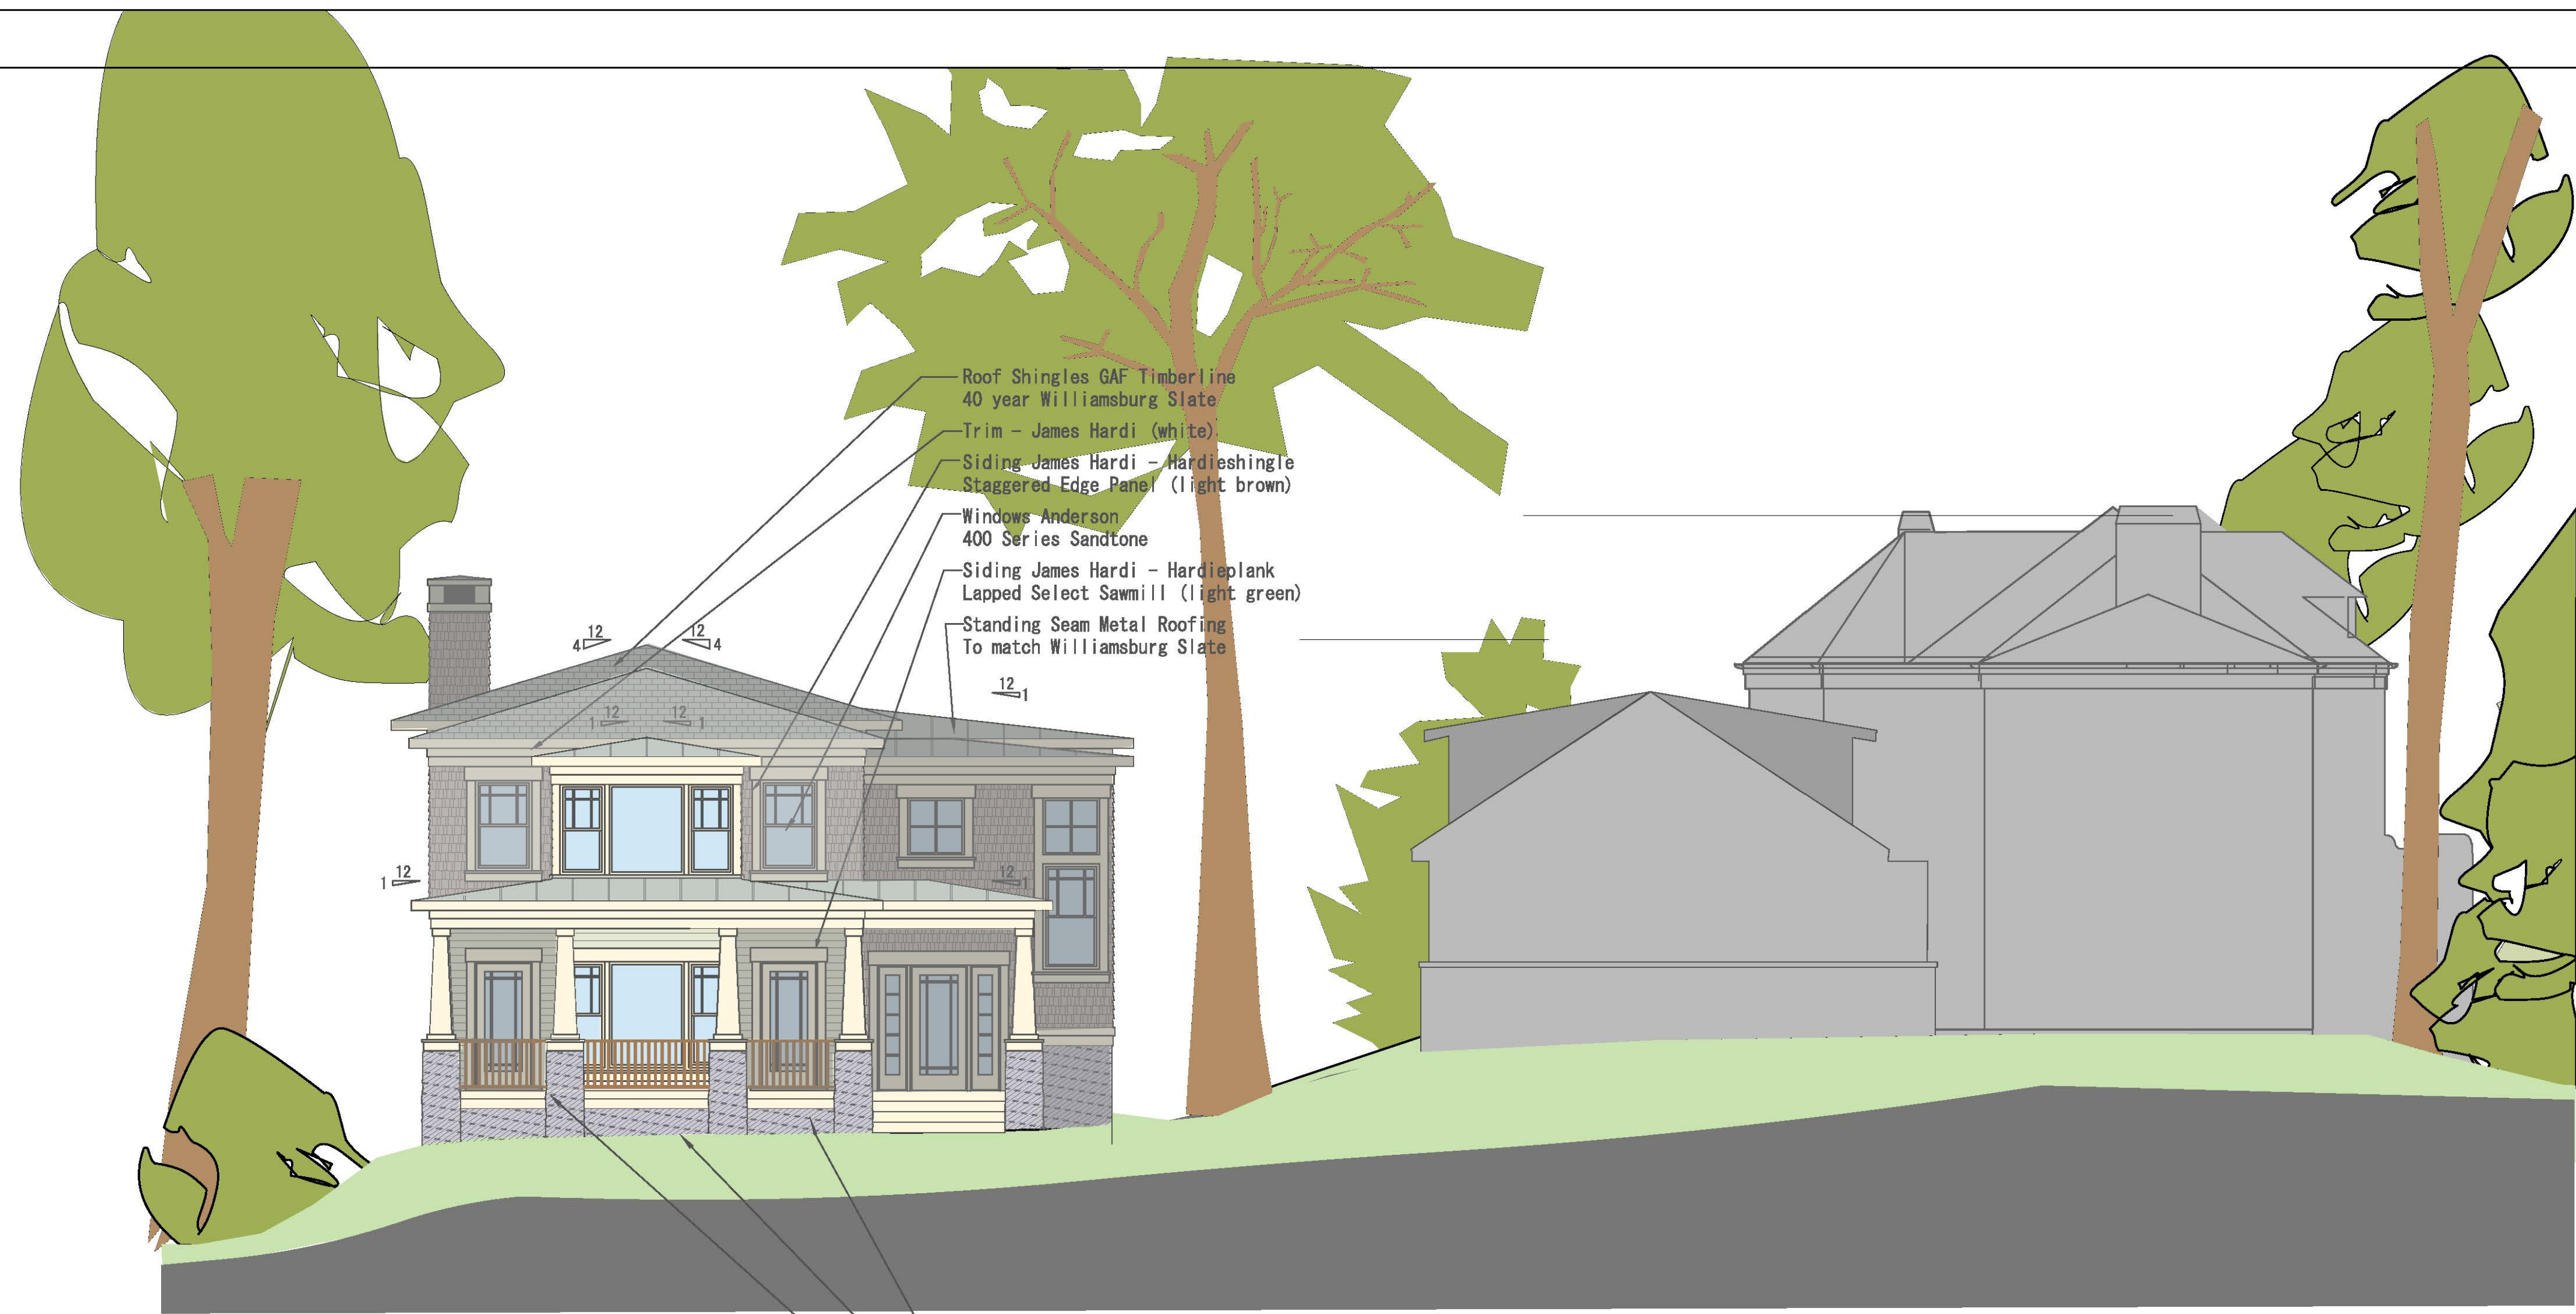 Roof Shingles GAF Timberline
40 year Williamsburg Slate
Trim - James Hardi (white)
Siding James Hardi - Hardieshingle
Staggered Edge Panel (light brown)
Windows Anderson
400 Series Sandtone
Siding James Hardi - Hardieplank
Lapped Select Sawmill (light green)
Standing Seam Metal Roofing
To match Williamsburg Slate
12
4
12
4
12
1
12
1
12
1
12
1
12
1